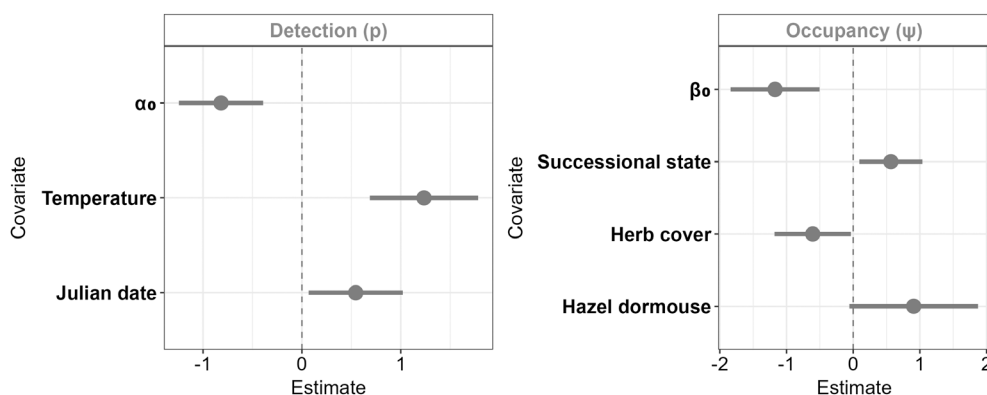 Detection (p)
Covariate
α₀
Temperature
Julian date
-1
0
1
Estimate
Occupancy (ψ)
Covariate
β₀
Successional state
Herb cover
Hazel dormouse
-2
-1
0
1
2
Estimate